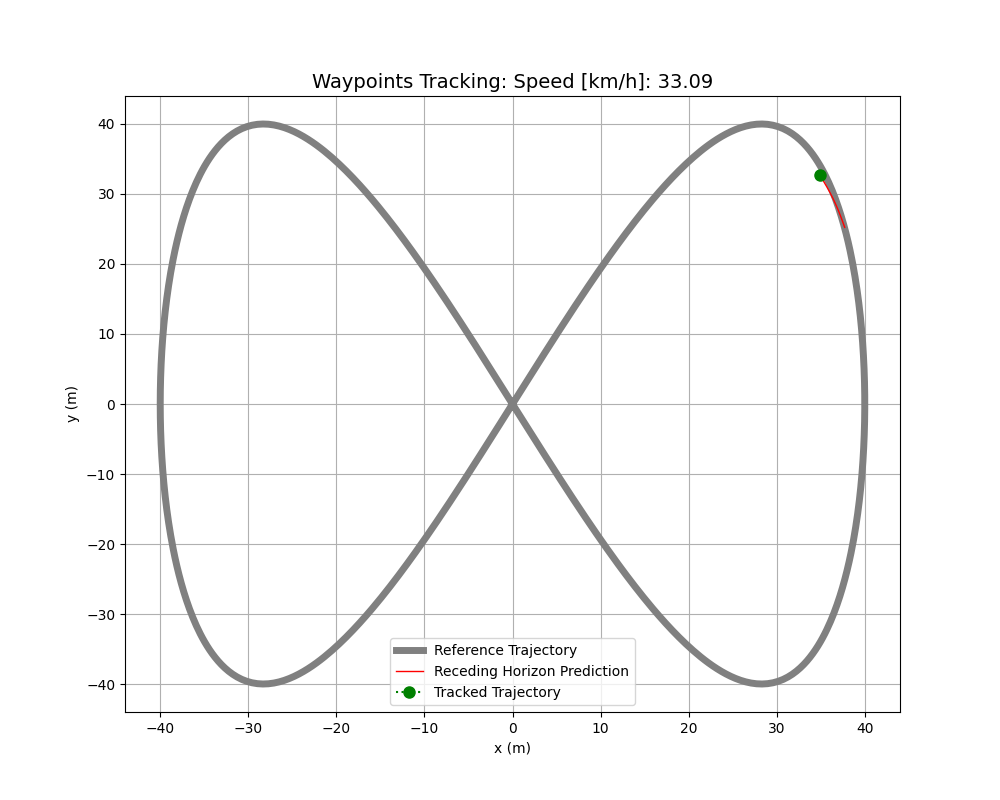 Waypoints Tracking: Speed [km/h]: 33.09
40
30
20
10
0
−10
−20
−30
−40
y (m)
Reference Trajectory
Receding Horizon Prediction
Tracked Trajectory
−40 −30 −20 −10 0 10 20 30 40
x (m)